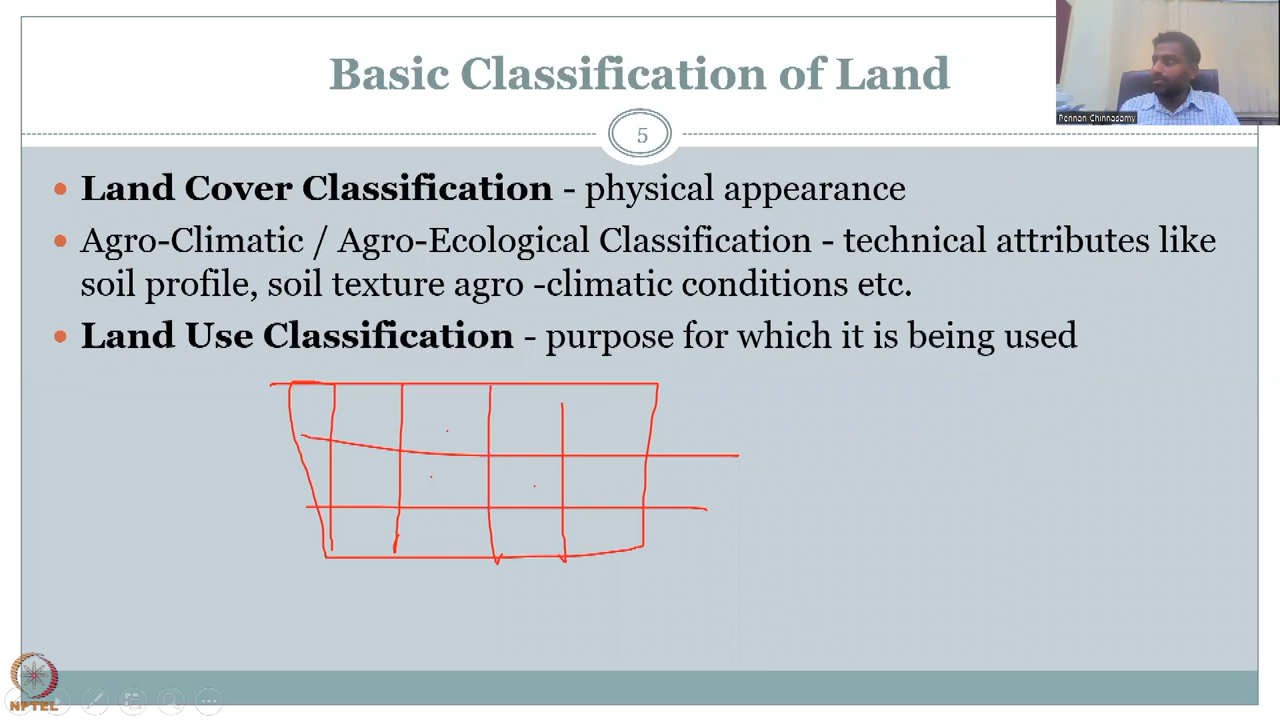 Basic Classification of Land
Pennan Chinnasamy
5
Land Cover Classification - physical appearance
Agro-Climatic / Agro-Ecological Classification - technical attributes like
soil profile, soil texture agro -climatic conditions etc.
Land Use Classification - purpose for which it is being used
NPTEL